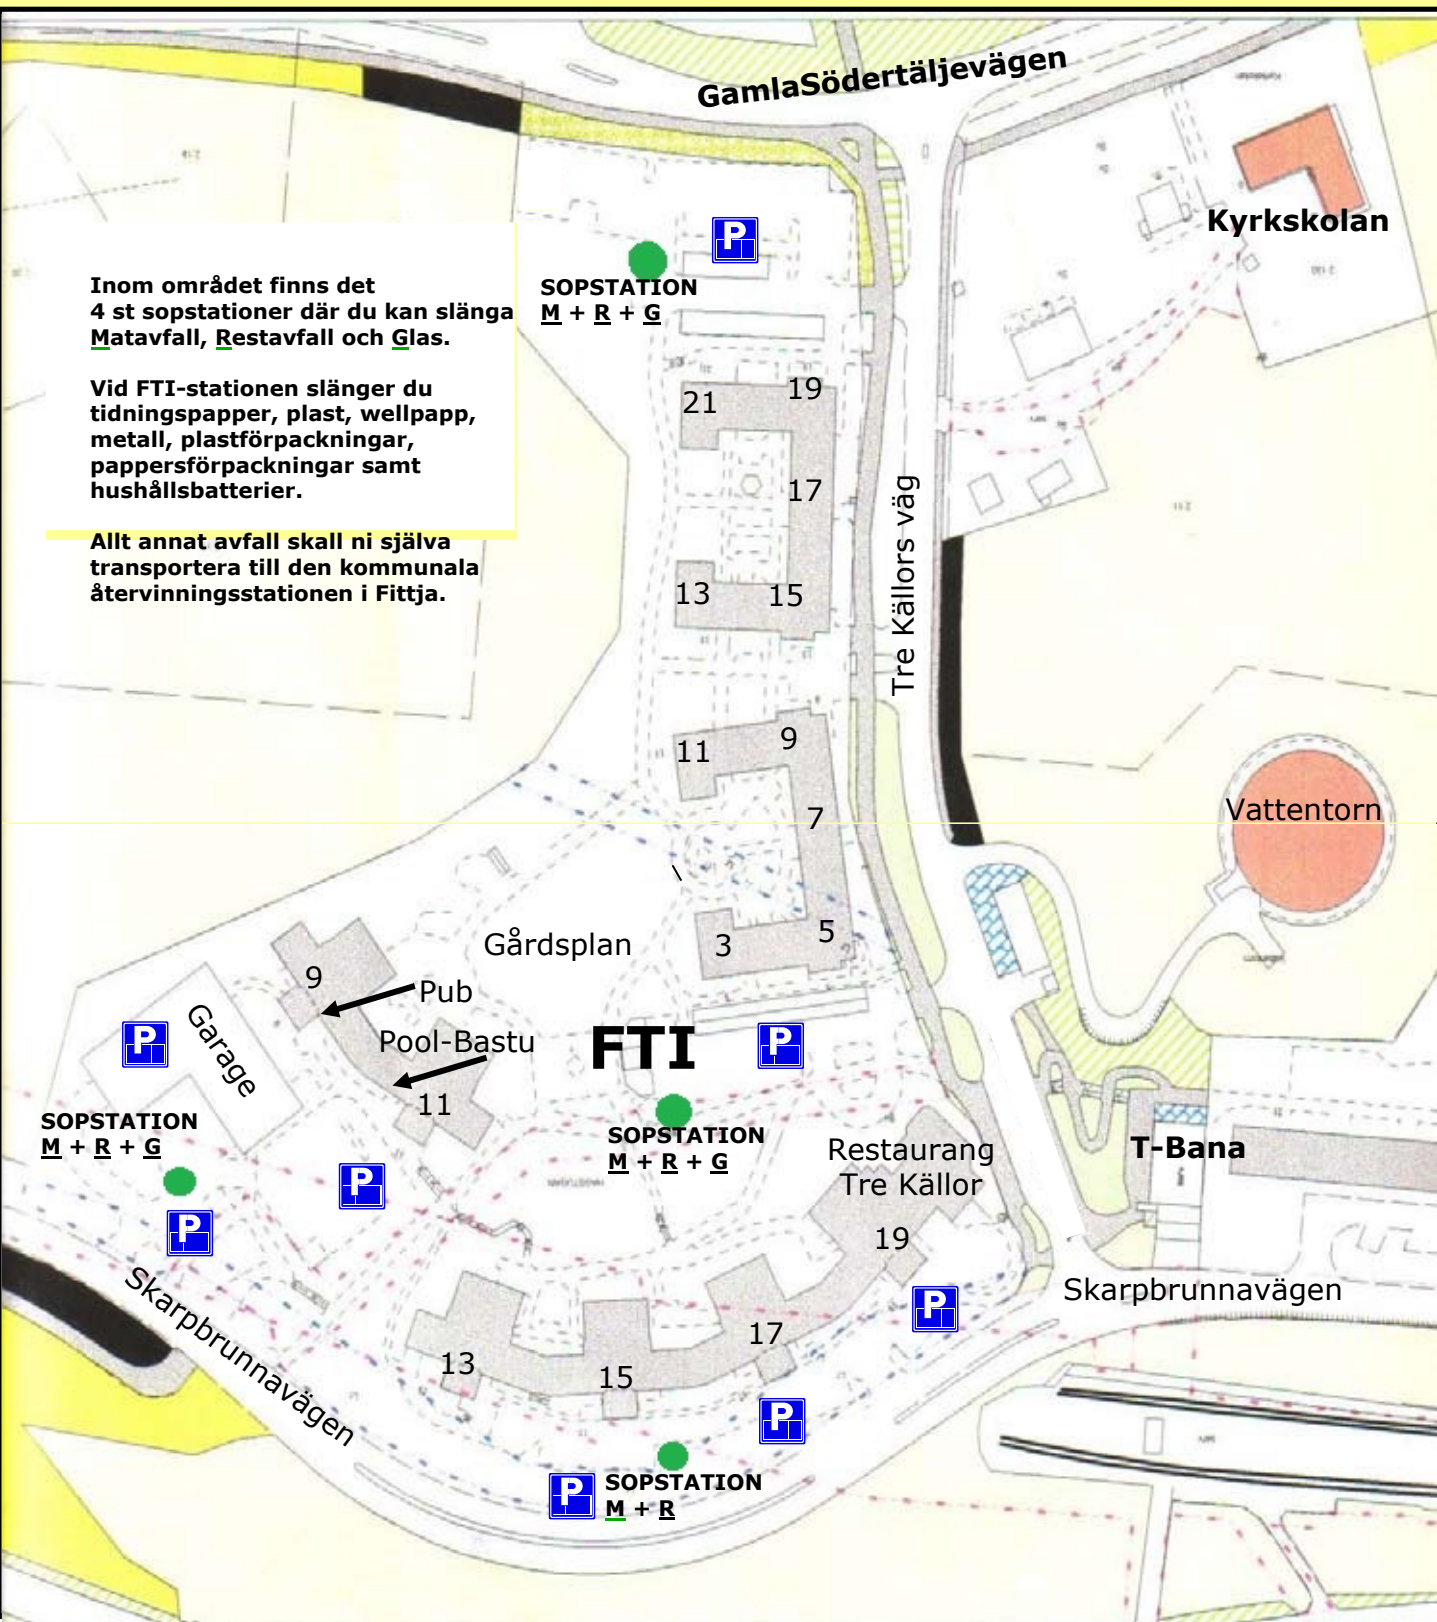 GamlaSödertäljevägen
Kyrkskolan
P
SOPSTATION
M + R + G
Inom området finns det
4 st sopstationer där du kan slänga
Matavfall, Restavfall och Glas.
Vid FTI-stationen slänger du
tidningspapper, plast, wellpapp,
metall, plastförpackningar,
pappersförpackningar samt
hushållsbatterier.
Allt annat avfall skall ni själva
transportera till den kommunala
återvinningsstationen i Fittja.
21
19
17
13
15
Tre Källors väg
11
9
7
Vattentorn
3
5
Gårdsplan
9
Pub
Pool-Bastu
11
Garage
FTI
P
P
SOPSTATION
M + R + G
SOPSTATION
M + R + G
Restaurang
Tre Källor
19
T-Bana
P
P
Skarpbrunnavägen
Skarpbrunnavägen
P
13
15
17
P
P
SOPSTATION
M + R